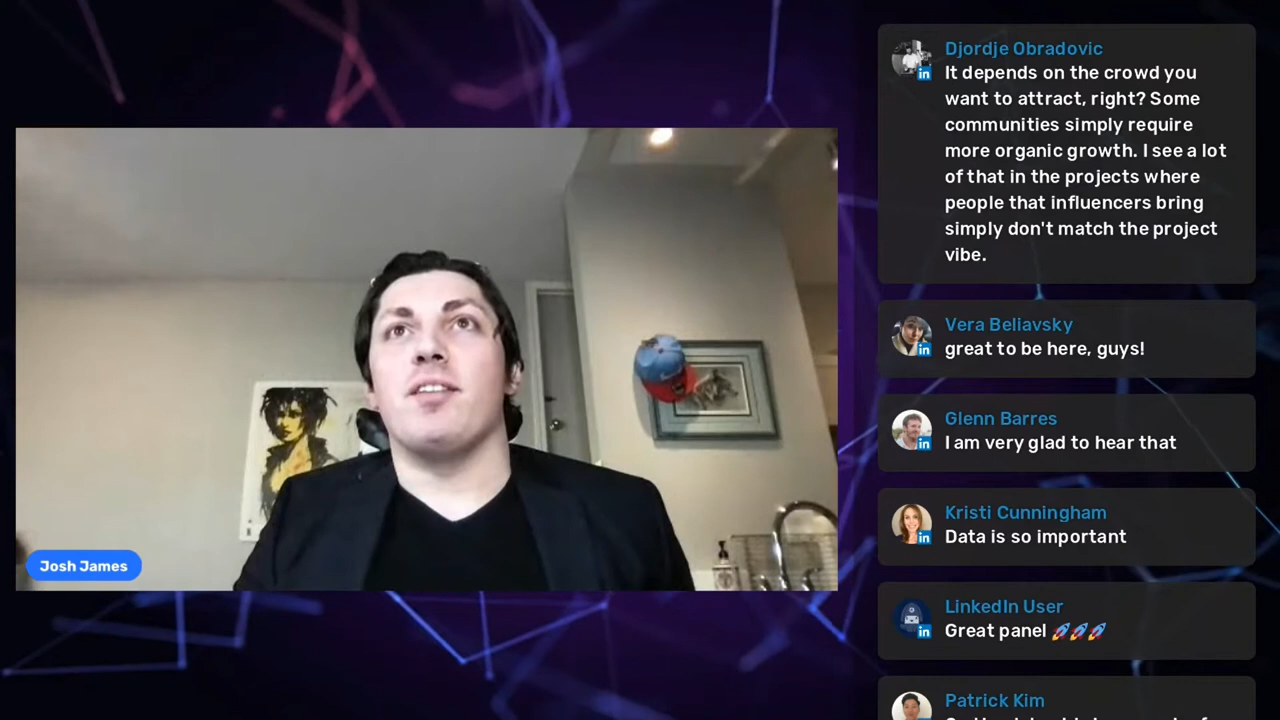 Josh James
Djordje Obradovic
It depends on the crowd you
want to attract, right? Some
communities simply require
more organic growth. I see a lot
of that in the projects where
people that influencers bring
simply don't match the project
vibe.
Vera Beliavsky
great to be here, guys!
Glenn Barres
I am very glad to hear that
Kristi Cunningham
Data is so important
LinkedIn User
Great panel 🚀🚀🚀
Patrick Kim